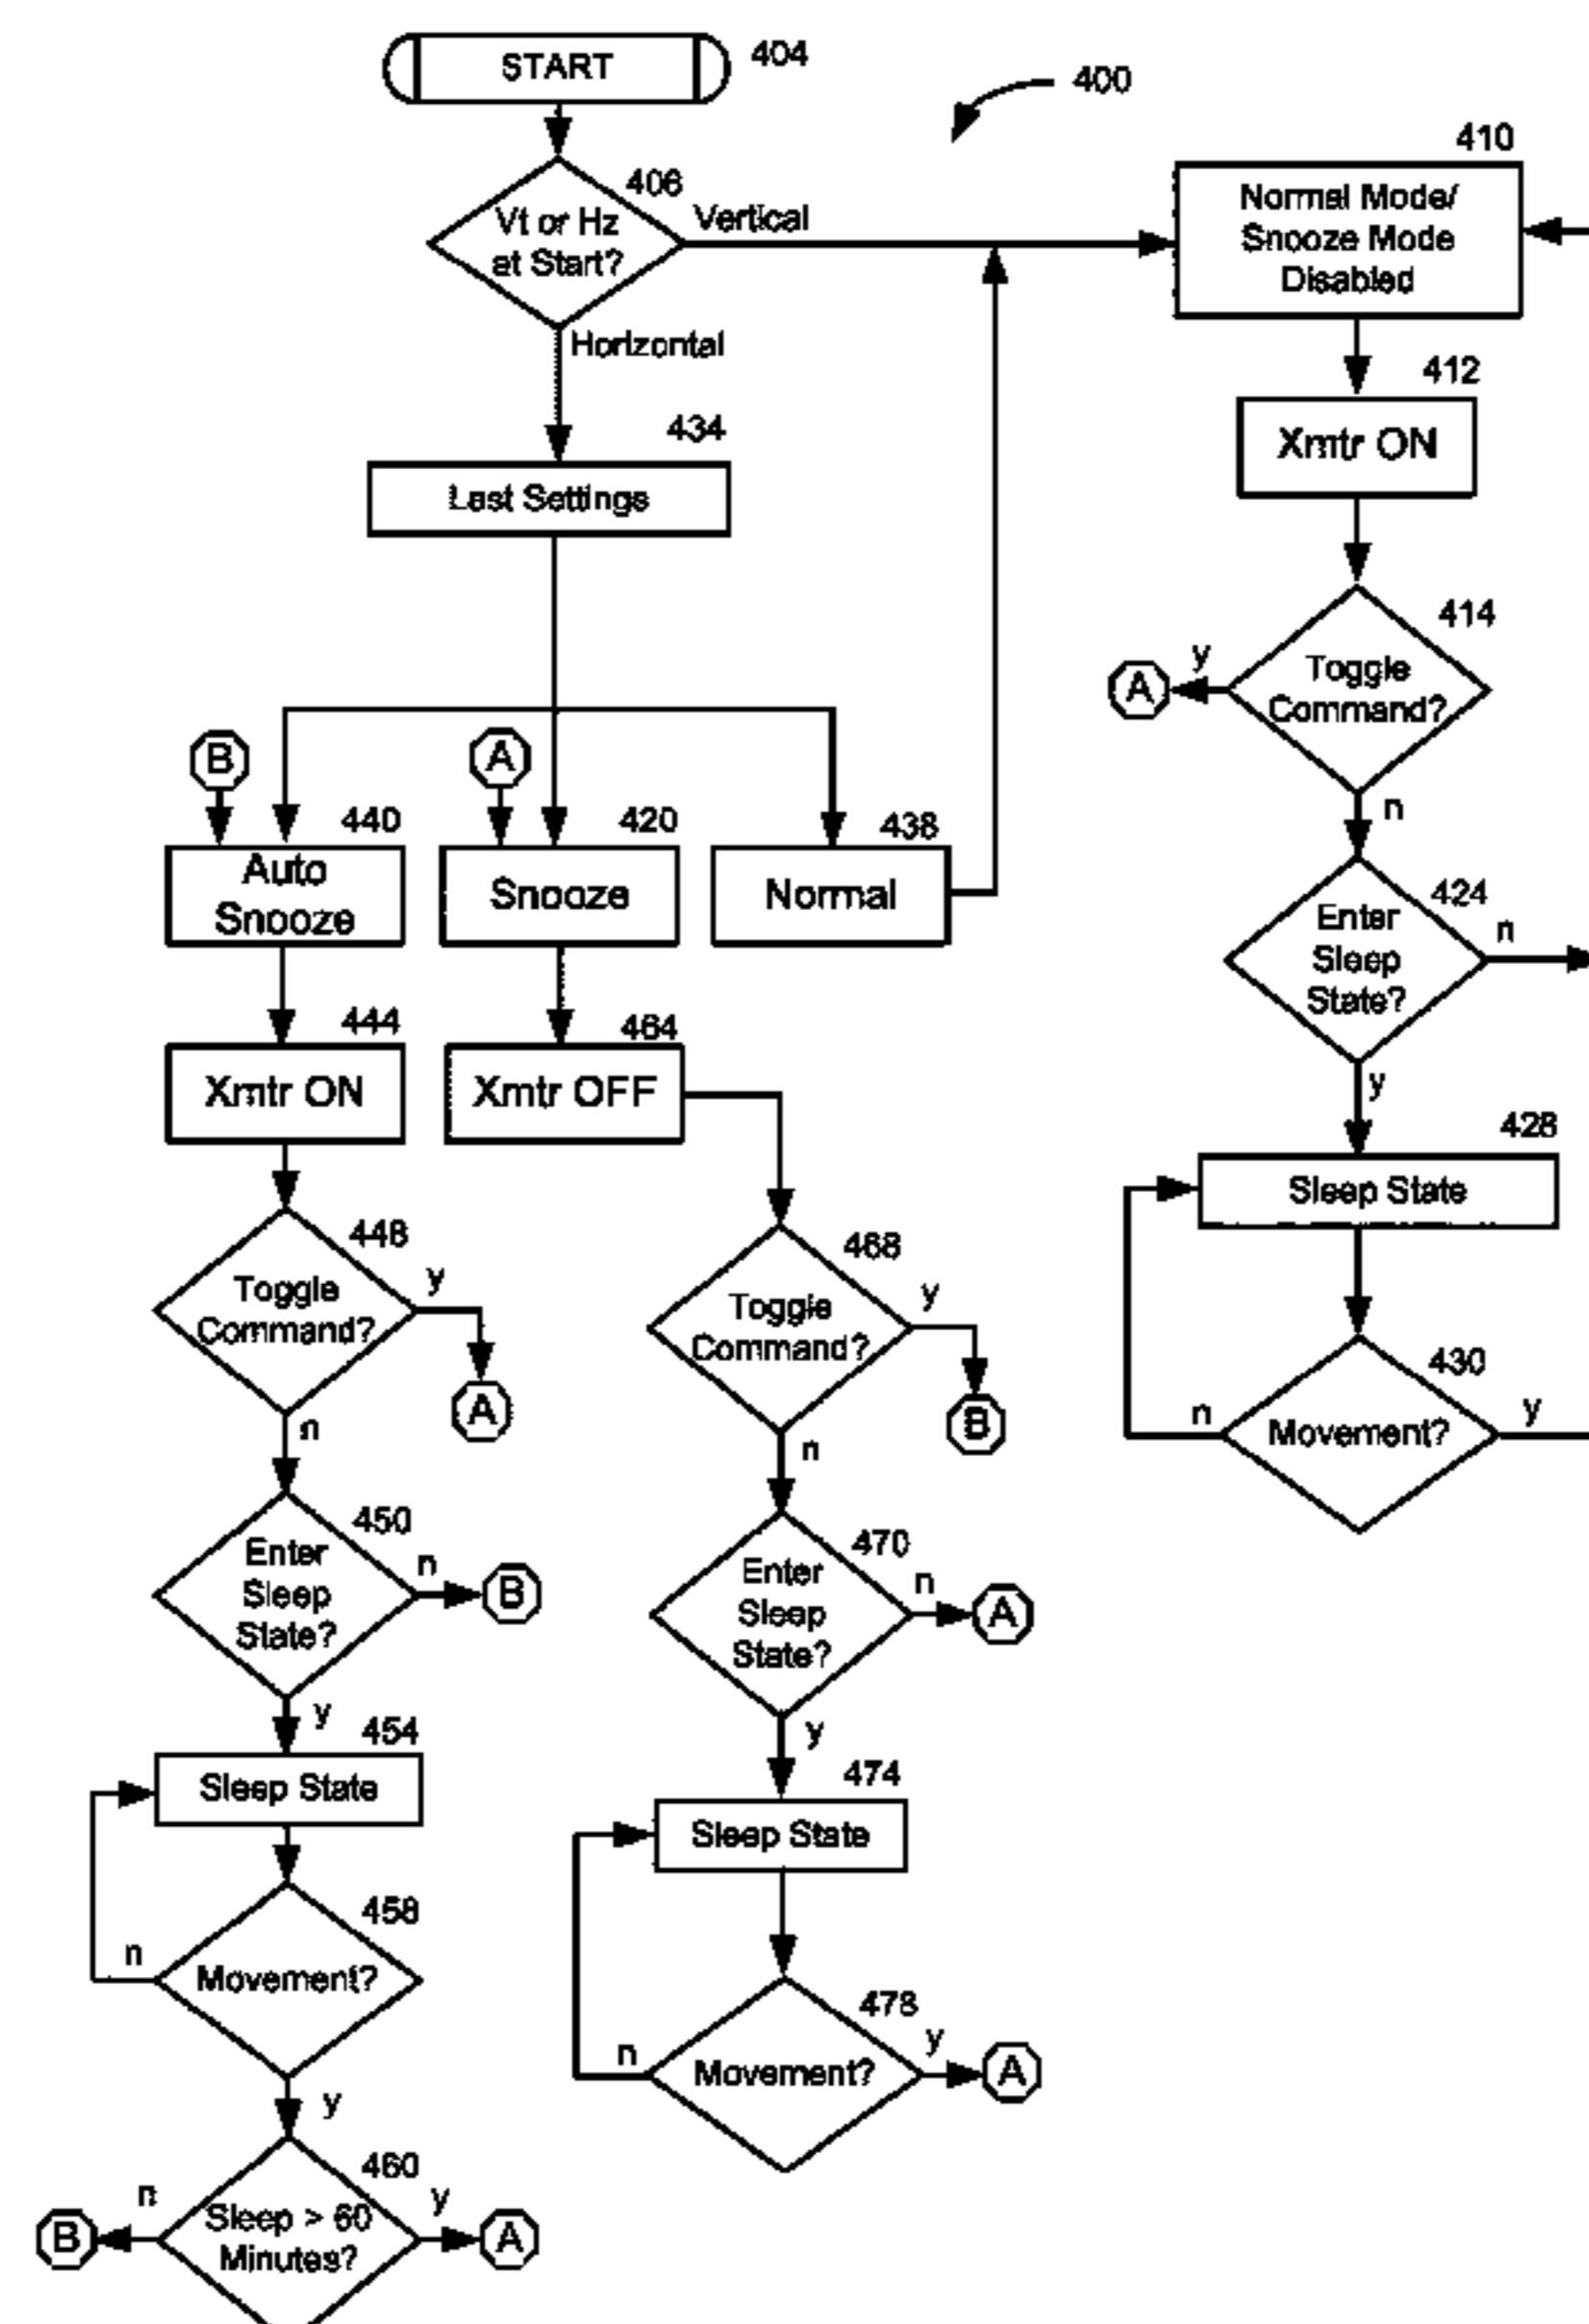 START
404
400
406
Vt or Hz
at Start?
Vertical
Horizontal
410
Normal Mode/
Snooze Mode
Disabled
412
Xmtr ON
434
Last Settings
414
Toggle
Command?
y
A
n
B
A
440
420
438
Auto
Snooze
Snooze
Normal
424
Enter
Sleep
State?
n
y
444
464
Xmtr ON
Xmtr OFF
428
Sleep State
448
Toggle
Command?
y
A
n
468
Toggle
Command?
y
B
n
430
Movement?
n
y
450
Enter
Sleep
State?
n
B
y
470
Enter
Sleep
State?
n
A
y
454
Sleep State
474
Sleep State
458
Movement?
n
y
478
Movement?
n
y
A
460
Sleep > 60
Minutes?
n
B
y
A